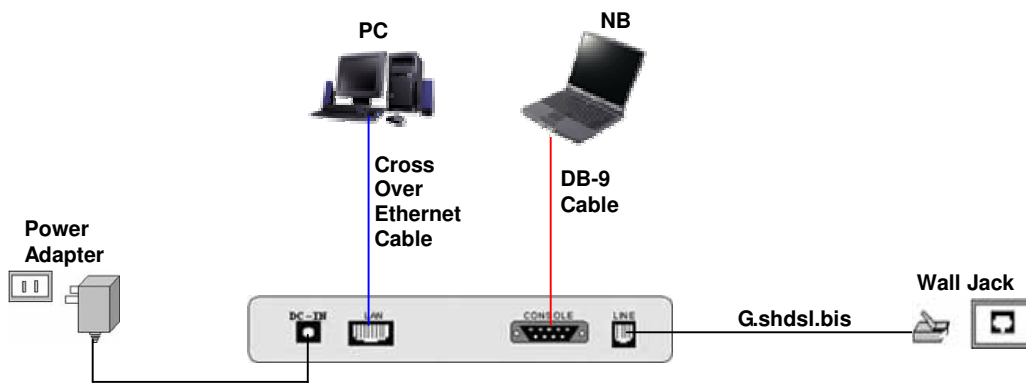 PC
NB
Cross
Over
Ethernet
Cable
DB-9
Cable
Power
Adapter
Wall Jack
DC-IN
LAN
CONSOLE
LINE
G.shdsl.bis